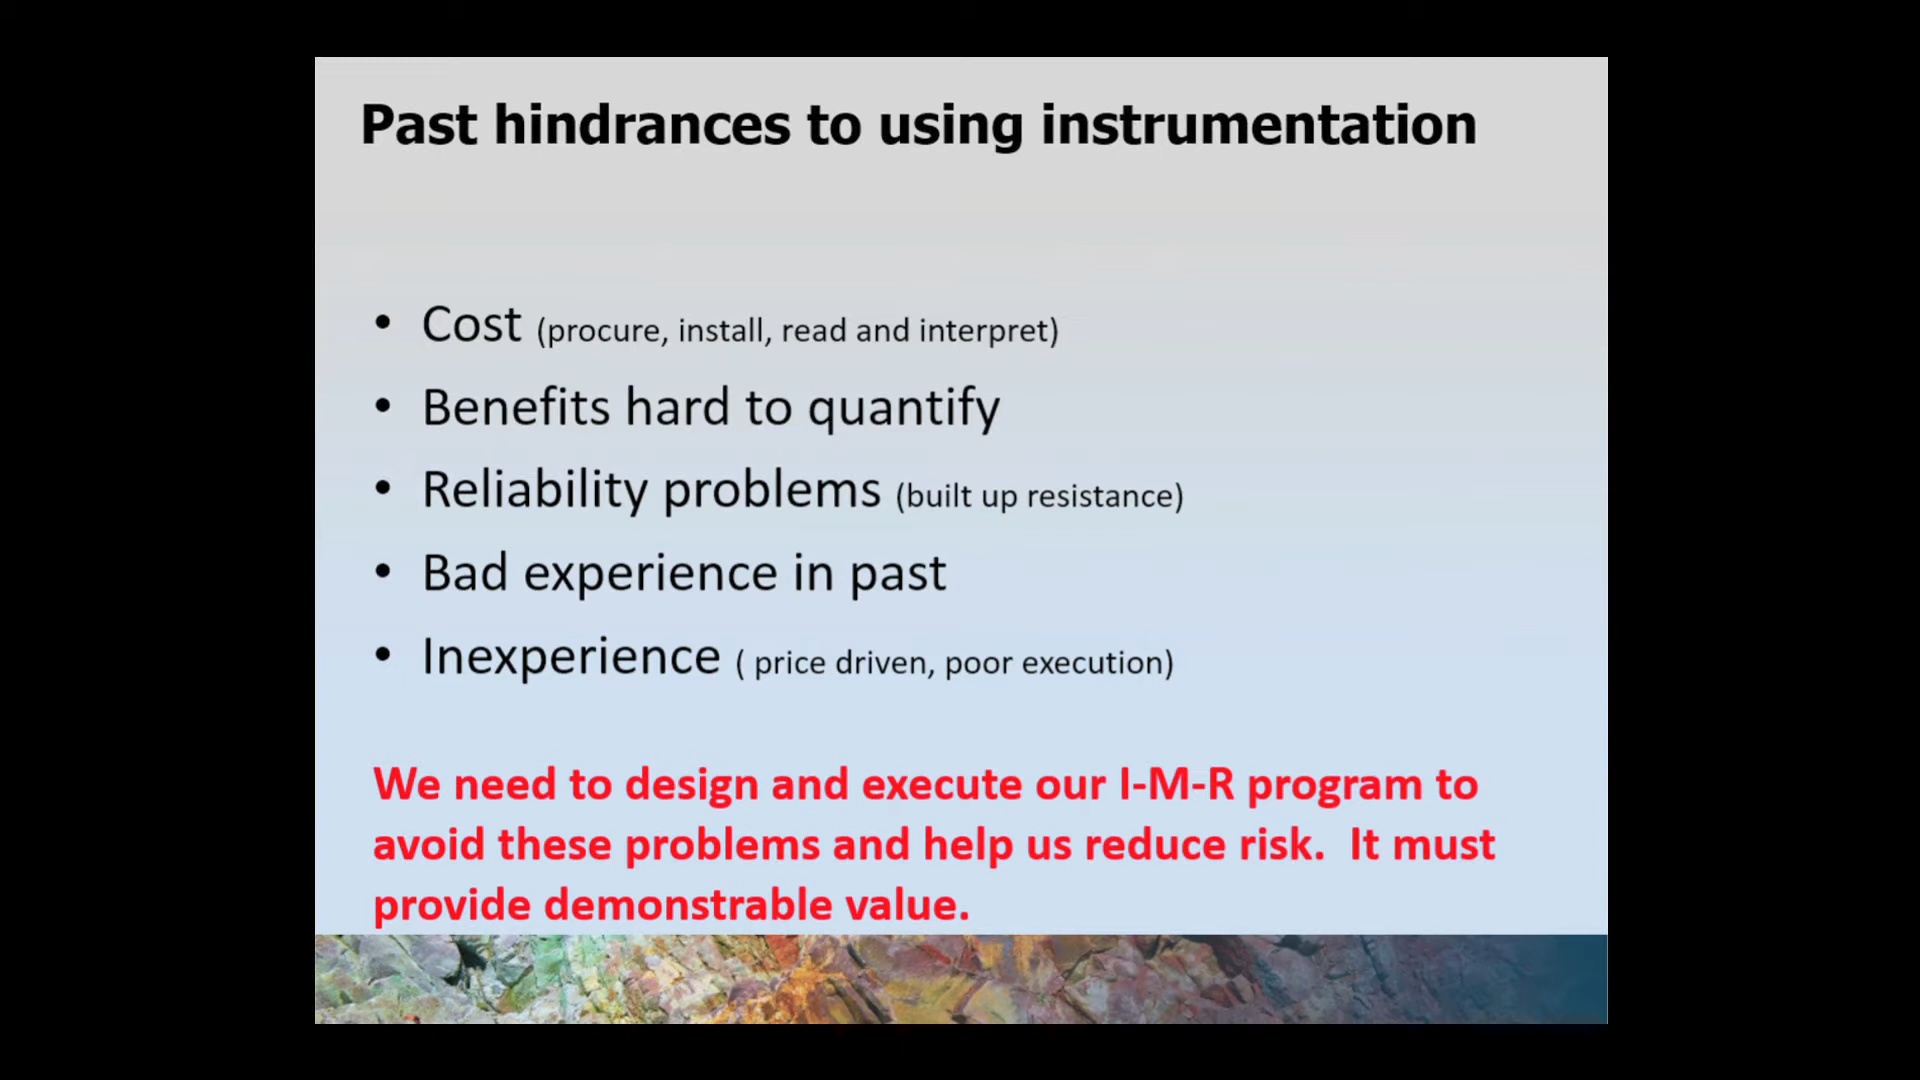 Past hindrances to using instrumentation
• Cost (procure, install, read and interpret)
• Benefits hard to quantify
• Reliability problems (built up resistance)
• Bad experience in past
• Inexperience ( price driven, poor execution)
We need to design and execute our I-M-R program to
avoid these problems and help us reduce risk.  It must
provide demonstrable value.